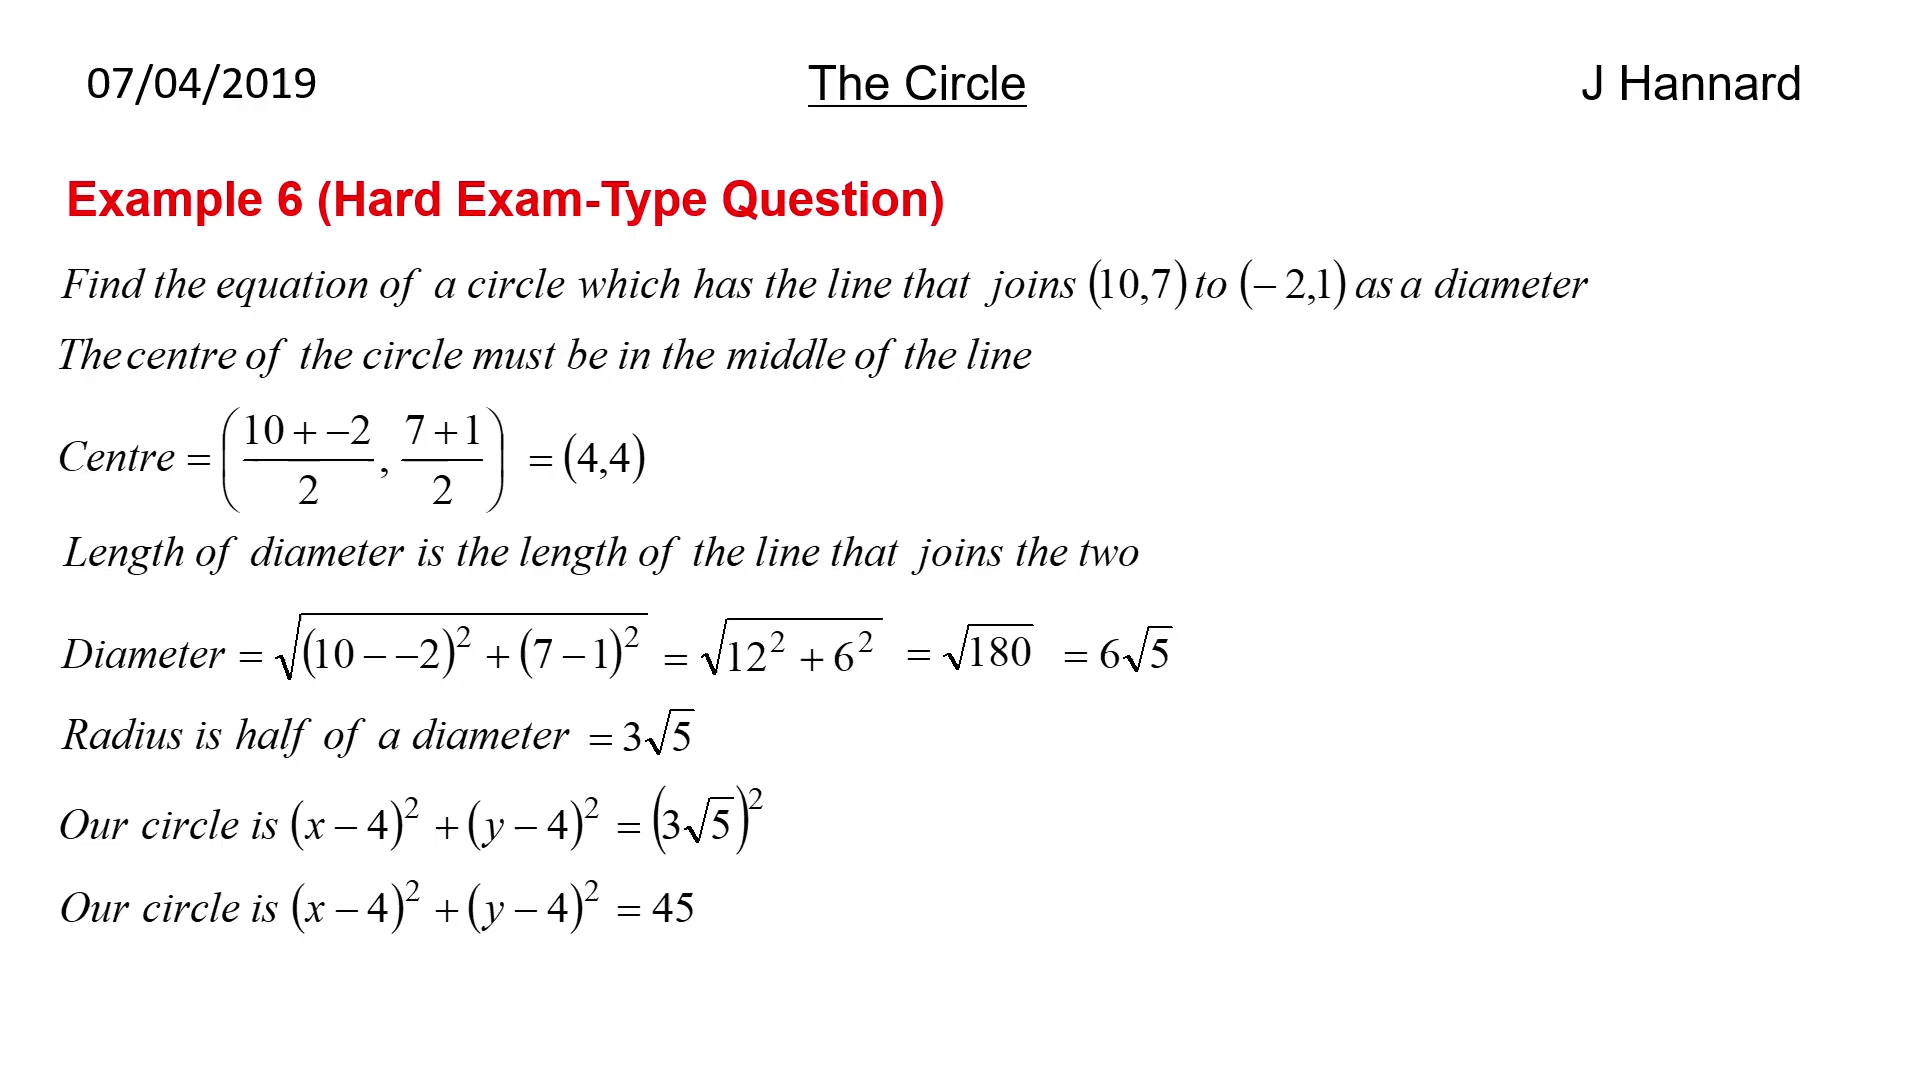 07/04/2019 The Circle J Hannard
Example 6 (Hard Exam-Type Question)
Find the equation of a circle which has the line that joins (10,7) to (− 2,1) as a diameter
The centre of the circle must be in the middle of the line
Centre = ((10 + −2)/2, (7 + 1)/2) = (4,4)
Length of diameter is the length of the line that joins the two
Diameter = √((10 − −2)² + (7 − 1)²) = √(12² + 6²) = √180 = 6√5
Radius is half of a diameter = 3√5
Our circle is (x − 4)² + (y − 4)² = (3√5)²
Our circle is (x − 4)² + (y − 4)² = 45